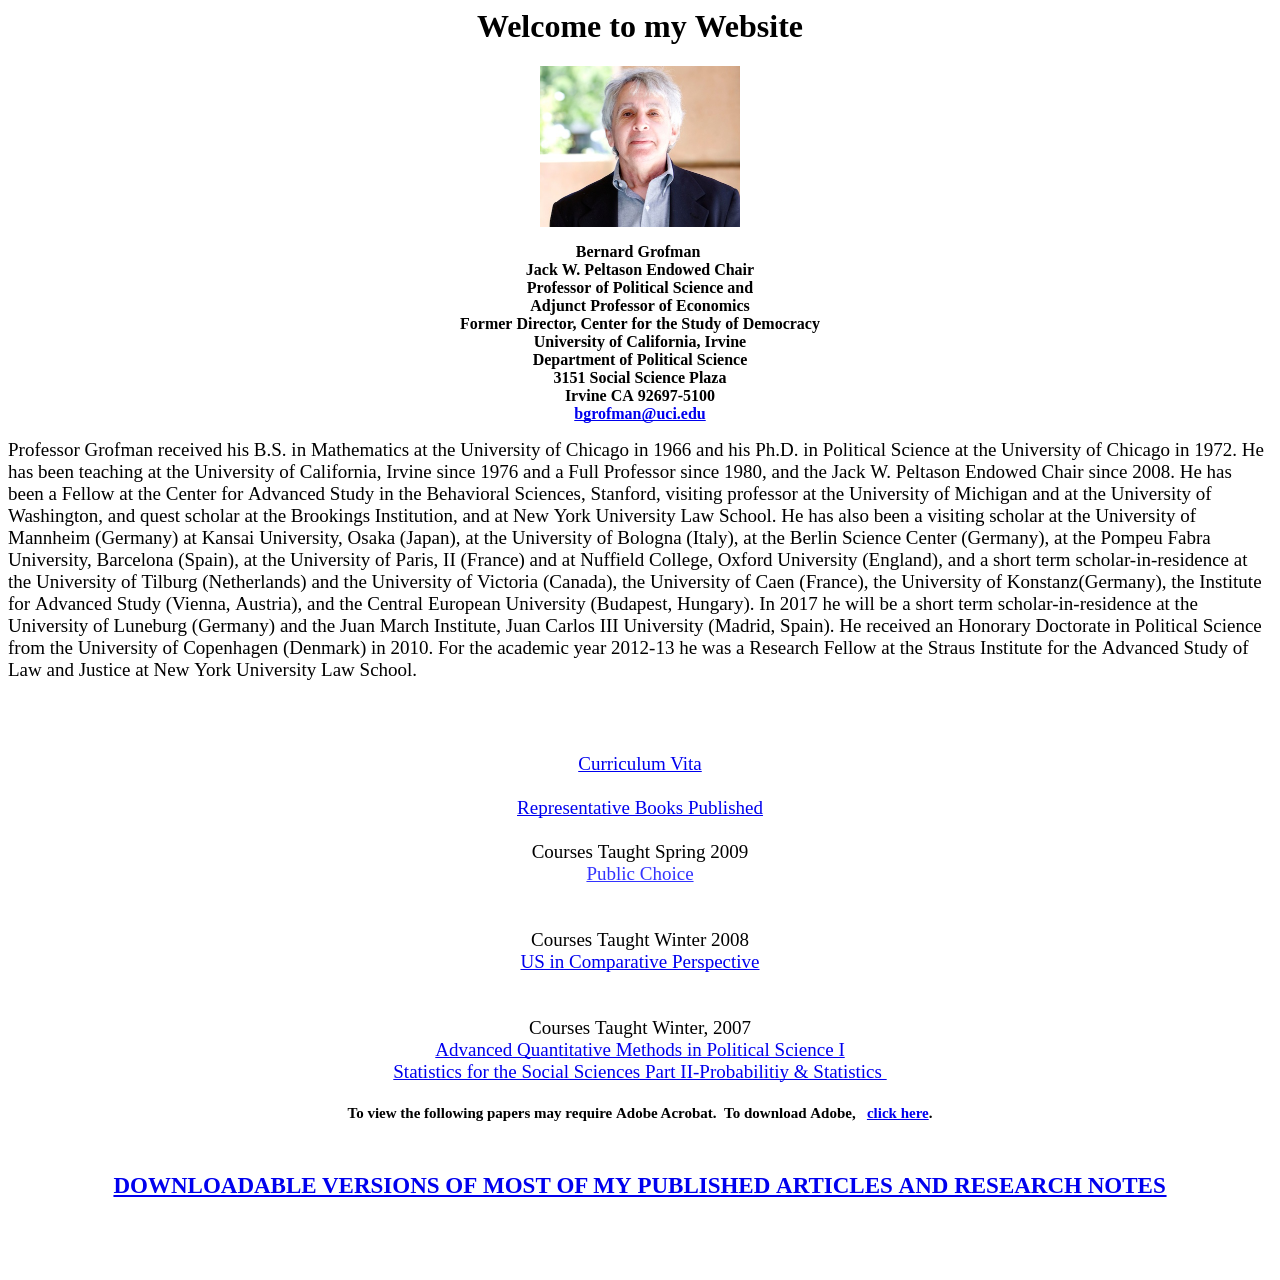 Welcome to my Website
Bernard Grofman
Jack W. Peltason Endowed Chair
Professor of Political Science and
Adjunct Professor of Economics
Former Director, Center for the Study of Democracy
University of California, Irvine
Department of Political Science
3151 Social Science Plaza
Irvine CA 92697-5100
bgrofman@uci.edu
Professor Grofman received his B.S. in Mathematics at the University of Chicago in 1966 and his Ph.D. in Political Science at the University of Chicago in 1972. He
has been teaching at the University of California, Irvine since 1976 and a Full Professor since 1980, and the Jack W. Peltason Endowed Chair since 2008. He has
been a Fellow at the Center for Advanced Study in the Behavioral Sciences, Stanford, visiting professor at the University of Michigan and at the University of
Washington, and quest scholar at the Brookings Institution, and at New York University Law School. He has also been a visiting scholar at the University of
Mannheim (Germany) at Kansai University, Osaka (Japan), at the University of Bologna (Italy), at the Berlin Science Center (Germany), at the Pompeu Fabra
University, Barcelona (Spain), at the University of Paris, II (France) and at Nuffield College, Oxford University (England), and a short term scholar-in-residence at
the University of Tilburg (Netherlands) and the University of Victoria (Canada), the University of Caen (France), the University of Konstanz(Germany), the Institute
for Advanced Study (Vienna, Austria), and the Central European University (Budapest, Hungary). In 2017 he will be a short term scholar-in-residence at the
University of Luneburg (Germany) and the Juan March Institute, Juan Carlos III University (Madrid, Spain). He received an Honorary Doctorate in Political Science
from the University of Copenhagen (Denmark) in 2010. For the academic year 2012-13 he was a Research Fellow at the Straus Institute for the Advanced Study of
Law and Justice at New York University Law School.
Curriculum Vita
Representative Books Published
Courses Taught Spring 2009
Public Choice
Courses Taught Winter 2008
US in Comparative Perspective
Courses Taught Winter, 2007
Advanced Quantitative Methods in Political Science I
Statistics for the Social Sciences Part II-Probabilitiy & Statistics
To view the following papers may require Adobe Acrobat. To download Adobe, click here.
DOWNLOADABLE VERSIONS OF MOST OF MY PUBLISHED ARTICLES AND RESEARCH NOTES